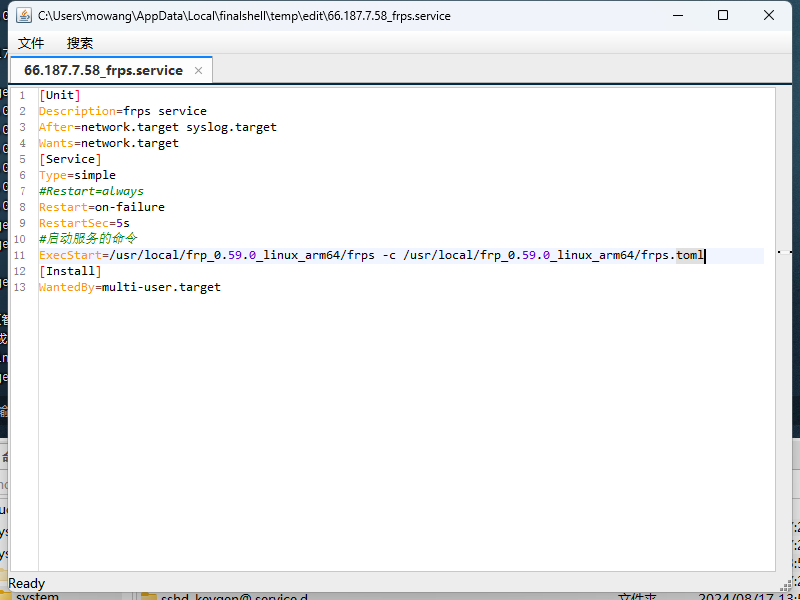 C:\Users\mowang\AppData\Local\finalshell\temp\edit\66.187.7.58_frps.service
文件 搜索
66.187.7.58_frps.service
1 [Unit]
2 Description=frps service
3 After=network.target syslog.target
4 Wants=network.target
5 [Service]
6 Type=simple
7 #Restart=always
8 Restart=on-failure
9 RestartSec=5s
10 #启动服务的命令
11 ExecStart=/usr/local/frp_0.59.0_linux_arm64/frps -c /usr/local/frp_0.59.0_linux_arm64/frps.toml
12 [Install]
13 WantedBy=multi-user.target
Ready
system sshd_keygen@.service.d 文件夹 2024/08/17 13:5